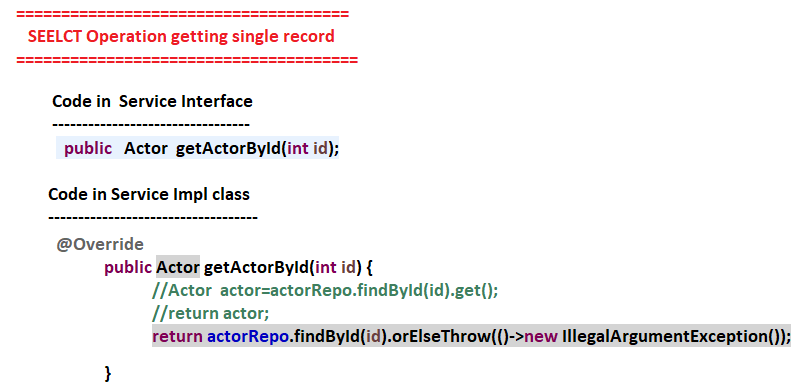 =====================================
SEELCT Operation getting single record
======================================
Code in  Service Interface
----------------------------------
public   Actor  getActorById(int id);
Code in Service Impl class
------------------------------------
@Override
public Actor getActorById(int id) {
//Actor  actor=actorRepo.findById(id).get();
//return actor;
return actorRepo.findById(id).orElseThrow(()->new IllegalArgumentException());
}